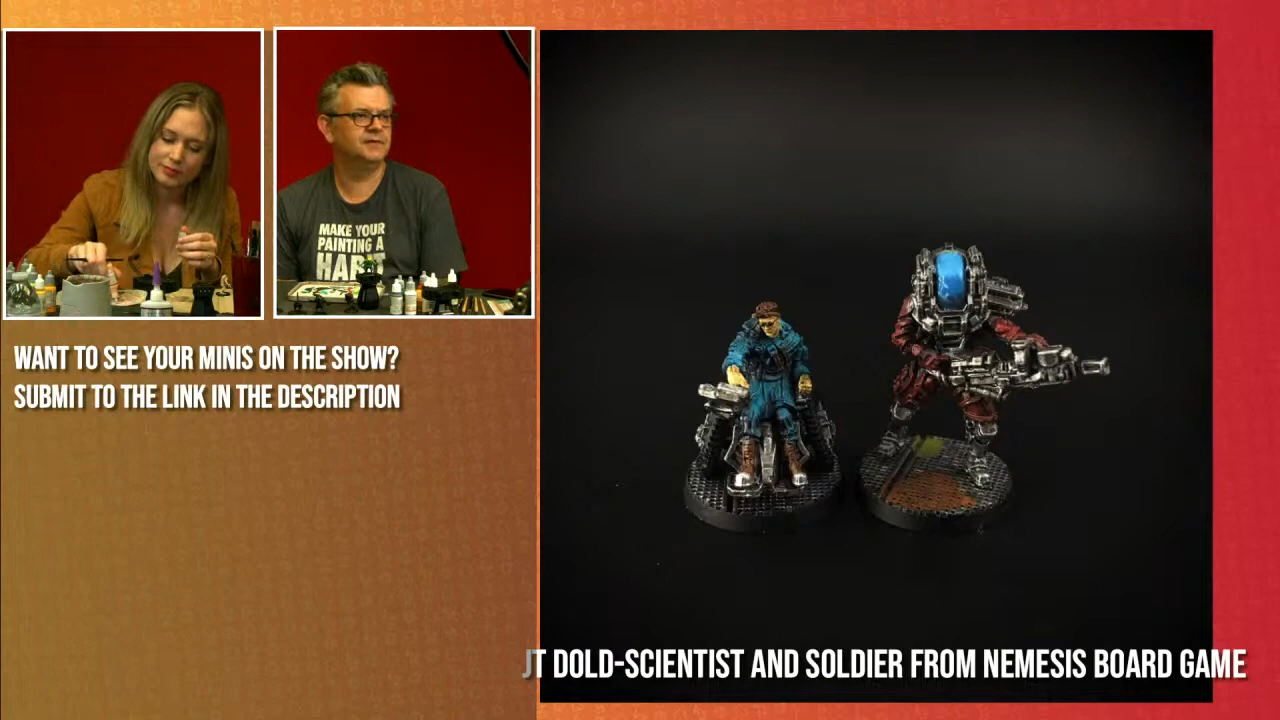 MAKE YOUR
PAINTING A
HABIT
WANT TO SEE YOUR MINIS ON THE SHOW?
SUBMIT TO THE LINK IN THE DESCRIPTION
JT DOLD-SCIENTIST AND SOLDIER FROM NEMESIS BOARD GAME